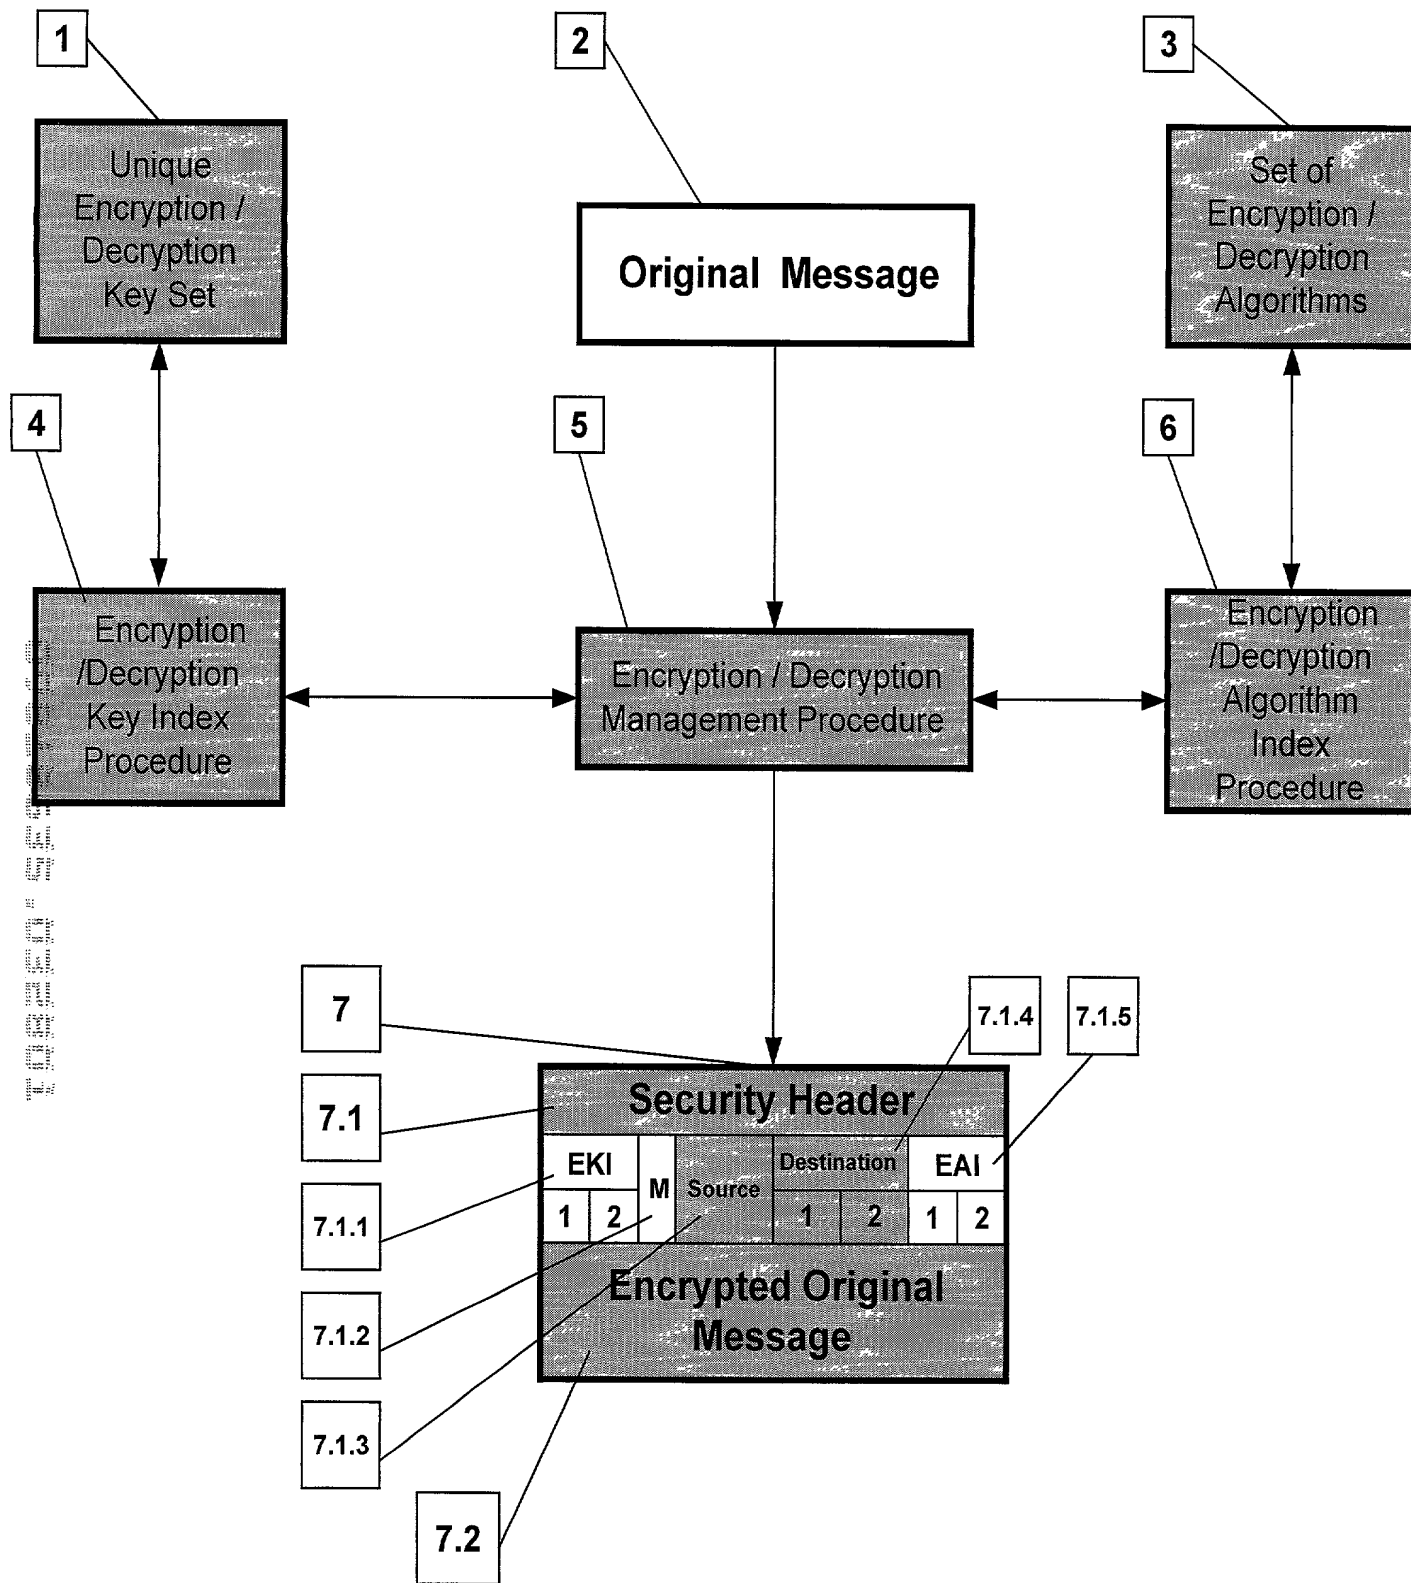 1
2
3
Unique
Encryption /
Decryption
Key Set
Original Message
Set of
Encryption /
Decryption
Algorithms
4
5
6
Encryption
/Decryption
Key Index
Procedure
Encryption / Decryption
Management Procedure
Encryption
/Decryption
Algorithm
Index
Procedure
7
7.1.4
7.1.5
7.1
Security Header
7.1.1
EKI
1 2
M
Source
Destination
1 2
EAI
1 2
7.1.2
Encrypted Original
Message
7.1.3
7.2